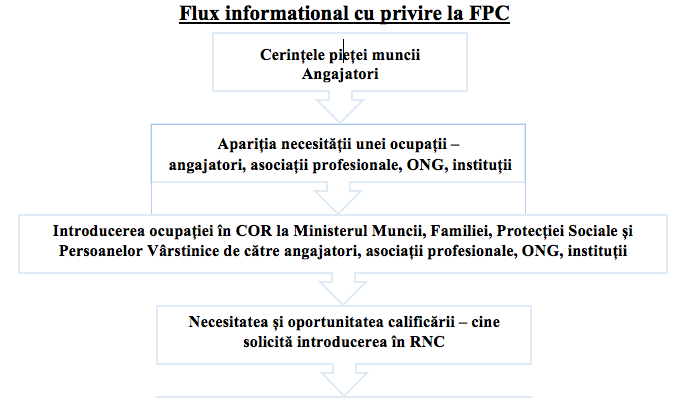 Flux informational cu privire la FPC
Cerințele pieței muncii
Angajatori
Apariția necesității unei ocupații –
angajatori, asociații profesionale, ONG, instituții
Introducerea ocupației în COR la Ministerul Muncii, Familiei, Protecției Sociale și
Persoanelor Vârstinice de către angajatori, asociații profesionale, ONG, instituții
Necesitatea și oportunitatea calificării – cine
solicită introducerea în RNC